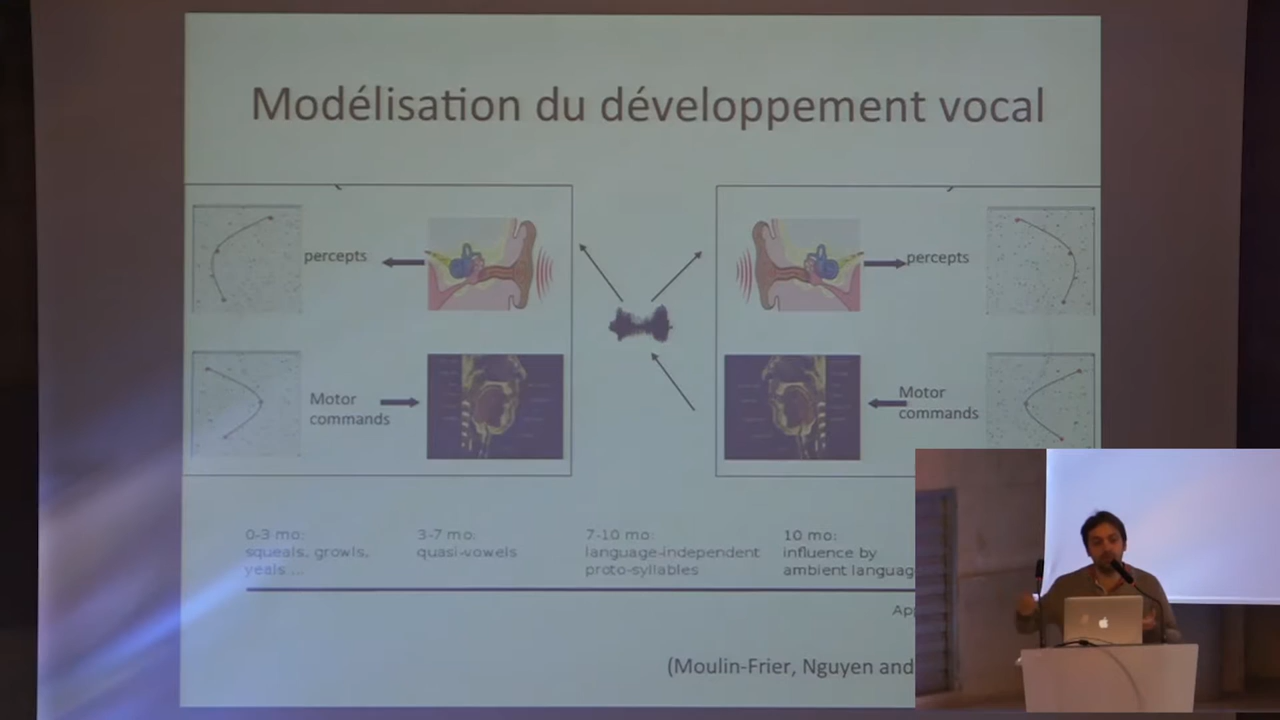 Modélisation du développement vocal
percepts
percepts
Motor
commands
Motor
commands
0-3 mo:
squeals, growls,
yeals ...
3-7 mo:
quasi-vowels
7-10 mo:
language-independent
proto-syllables
10 mo:
influence by
ambient languag
Ap
(Moulin-Frier, Nguyen and